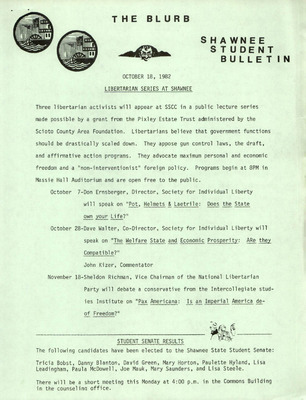 THE BLURB
SHAWNEE
STUDENT
BULLETIN
OCTOBER 18, 1982
LIBERTARIAN SERIES AT SHAWNEE
Three libertarian activists will appear at SSCC in a public lecture series
made possible by a grant from the Pixley Estate Trust administered by the
Scioto County Area Foundation. Libertarians believe that government functions
should be drastically scaled down. They appose gun control laws, the draft,
and affirmative action programs. They advocate maximum personal and economic
freedom and a "non-interventionist" foreign policy. Programs begin at 8PM in
Massie Hall Auditorium and are open free to the public.
October 7-Don Ernsberger, Director, Society for Individual Liberty
will speak on "Pot, Helmets & Laetrile: Does the State
own your Life?"
October 28-Dave Walter, Co-Director, Society for Individual Liberty will
speak on "The Welfare State and Economic Prosperity: ARe they
Compatible?"
John Kizer, Commentator
November 18-Sheldon Richman, Vice Chairman of the National Libertarian
Party will debate a conservative from the Intercollegiate stud-
ies Institute on "Pax Americana: Is an Imperial America de-
of Freedom?"
STUDENT SENATE RESULTS
The following candidates have been elected to the Shawnee State Student Senate:
Tricia Bobst, Danny Blanton, David Green, Mary Horton, Paulette Hyland, Lisa
Leadingham, Paula McDowell, Joe Mauk, Mary Saunders, and Lisa Steele.
There will be a short meeting this Monday at 4:00 p.m. in the Commons Building
in the counseling office.